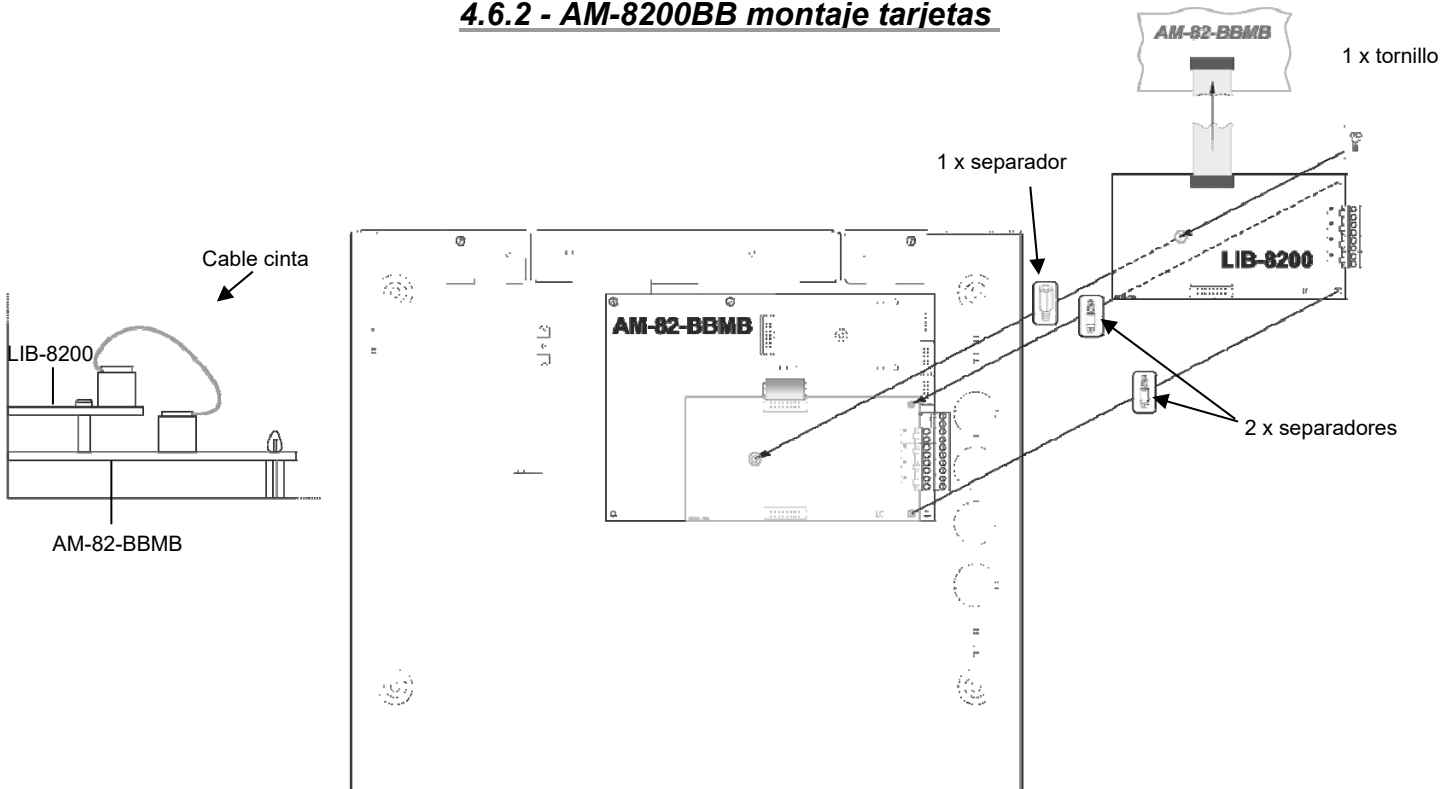 4.6.2 - AM-8200BB montaje tarjetas
AM-82-BBMB
1 x tornillo
1 x separador
LIB-8200
Cable cinta
AM-82-BBMB
LIB-8200
2 x separadores
AM-82-BBMB